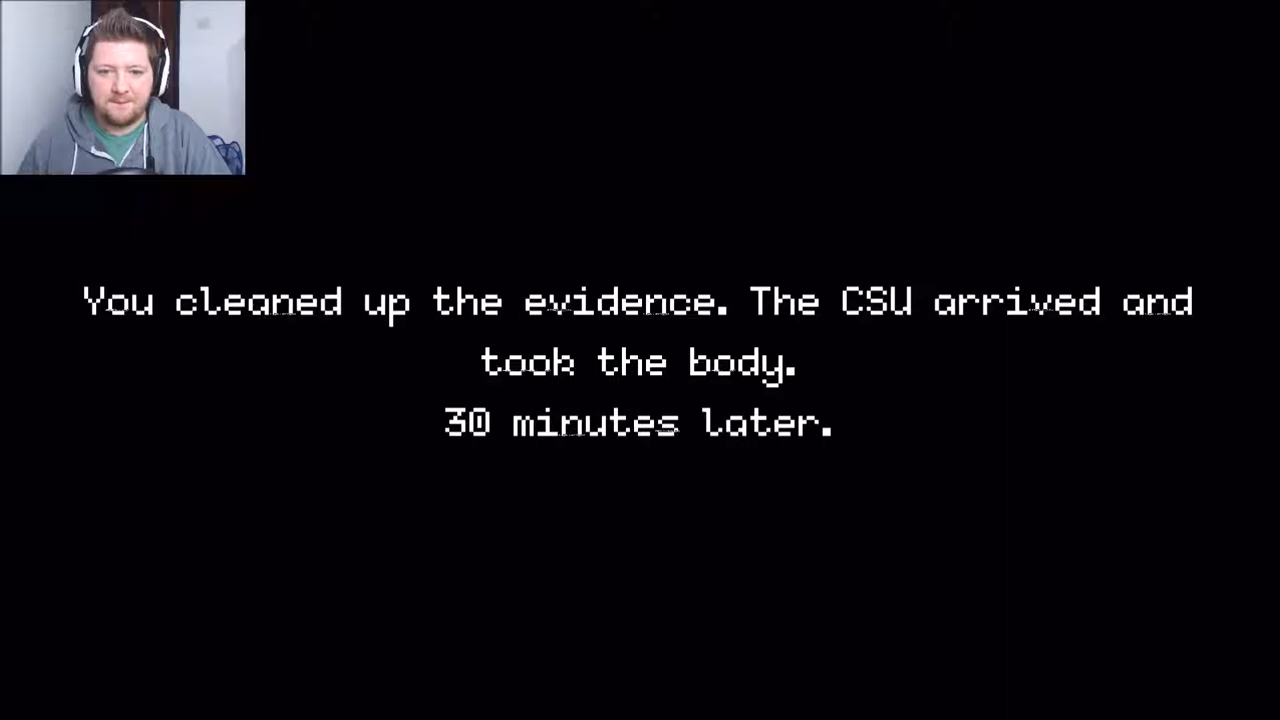 You cleaned up the evidence. The CSU arrived and
took the body.
30 minutes later.